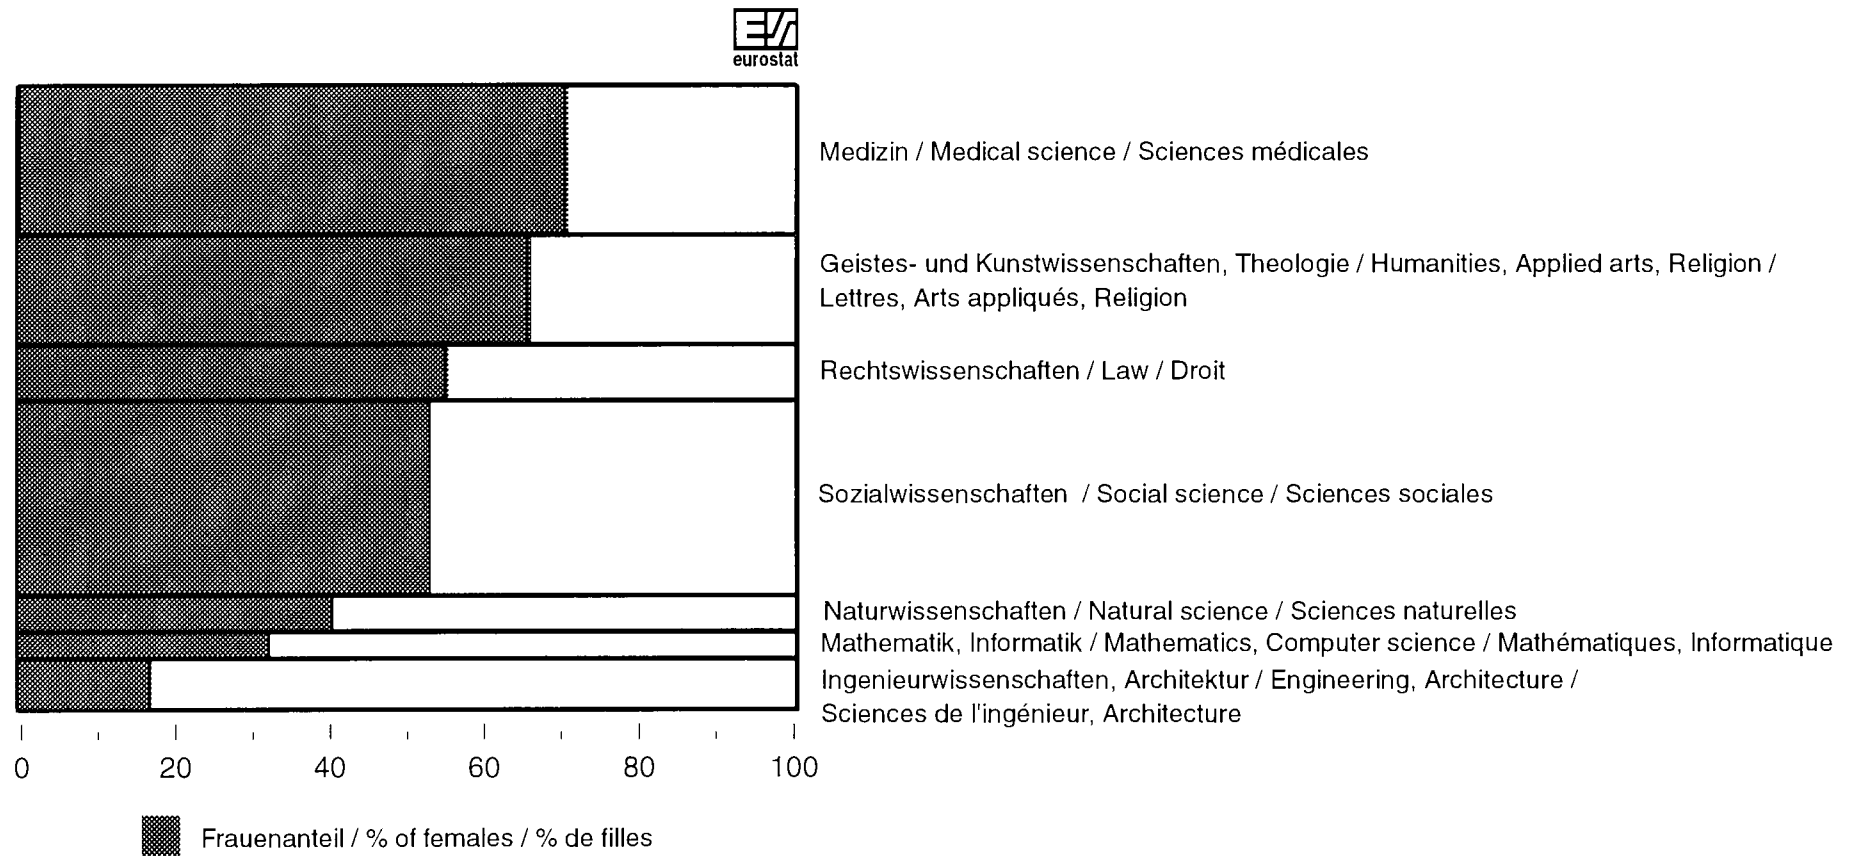 eurostat
Medizin / Medical science / Sciences médicales
Geistes- und Kunstwissenschaften, Theologie / Humanities, Applied arts, Religion /
Lettres, Arts appliqués, Religion
Rechtswissenschaften / Law / Droit
Sozialwissenschaften / Social science / Sciences sociales
Naturwissenschaften / Natural science / Sciences naturelles
Mathematik, Informatik / Mathematics, Computer science / Mathématiques, Informatique
Ingenieurwissenschaften, Architektur / Engineering, Architecture /
Sciences de l'ingénieur, Architecture
0 20 40 60 80 100
Frauenanteil / % of females / % de filles